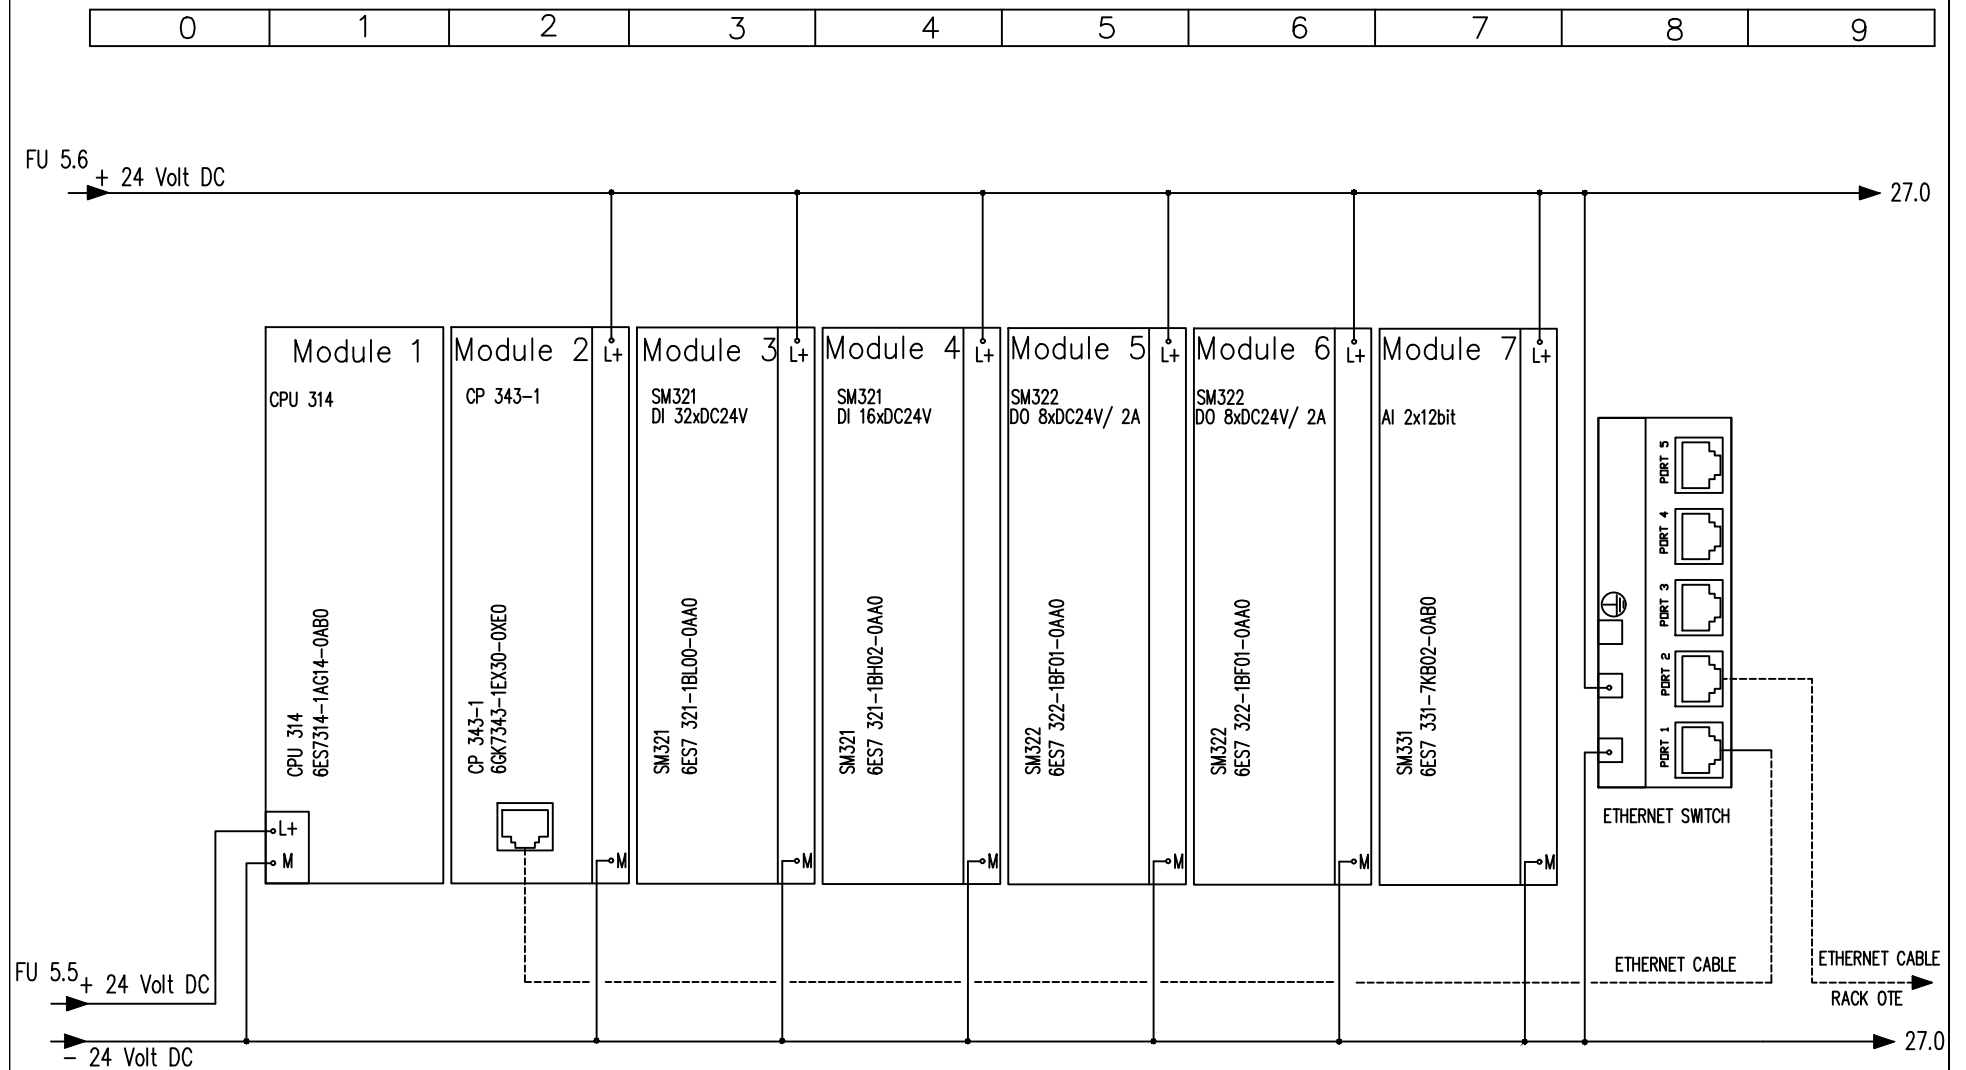 0 1 2 3 4 5 6 7 8 9
FU 5.6
+ 24 Volt DC
27.0
Module 1
CPU 314
CPU 314
6ES7314-1AG14-0AB0
L+
M
Module 2
L+
CP 343-1
CP 343-1
6GK7343-1EX30-0XE0
M
Module 3
L+
SM321
DI 32xDC24V
SM321
6ES7 321-1BL00-0AA0
M
Module 4
L+
SM321
DI 16xDC24V
SM321
6ES7 321-1BH02-0AA0
M
Module 5
L+
SM322
DO 8xDC24V/ 2A
SM322
6ES7 322-1BF01-0AA0
M
Module 6
L+
SM322
DO 8xDC24V/ 2A
SM322
6ES7 322-1BF01-0AA0
M
Module 7
L+
AI 2x12bit
SM331
6ES7 331-7KB02-0AB0
M
PORT 5
PORT 4
PORT 3
PORT 2
PORT 1
ETHERNET SWITCH
ETHERNET CABLE
ETHERNET CABLE
RACK OTE
FU 5.5
+ 24 Volt DC
- 24 Volt DC
27.0